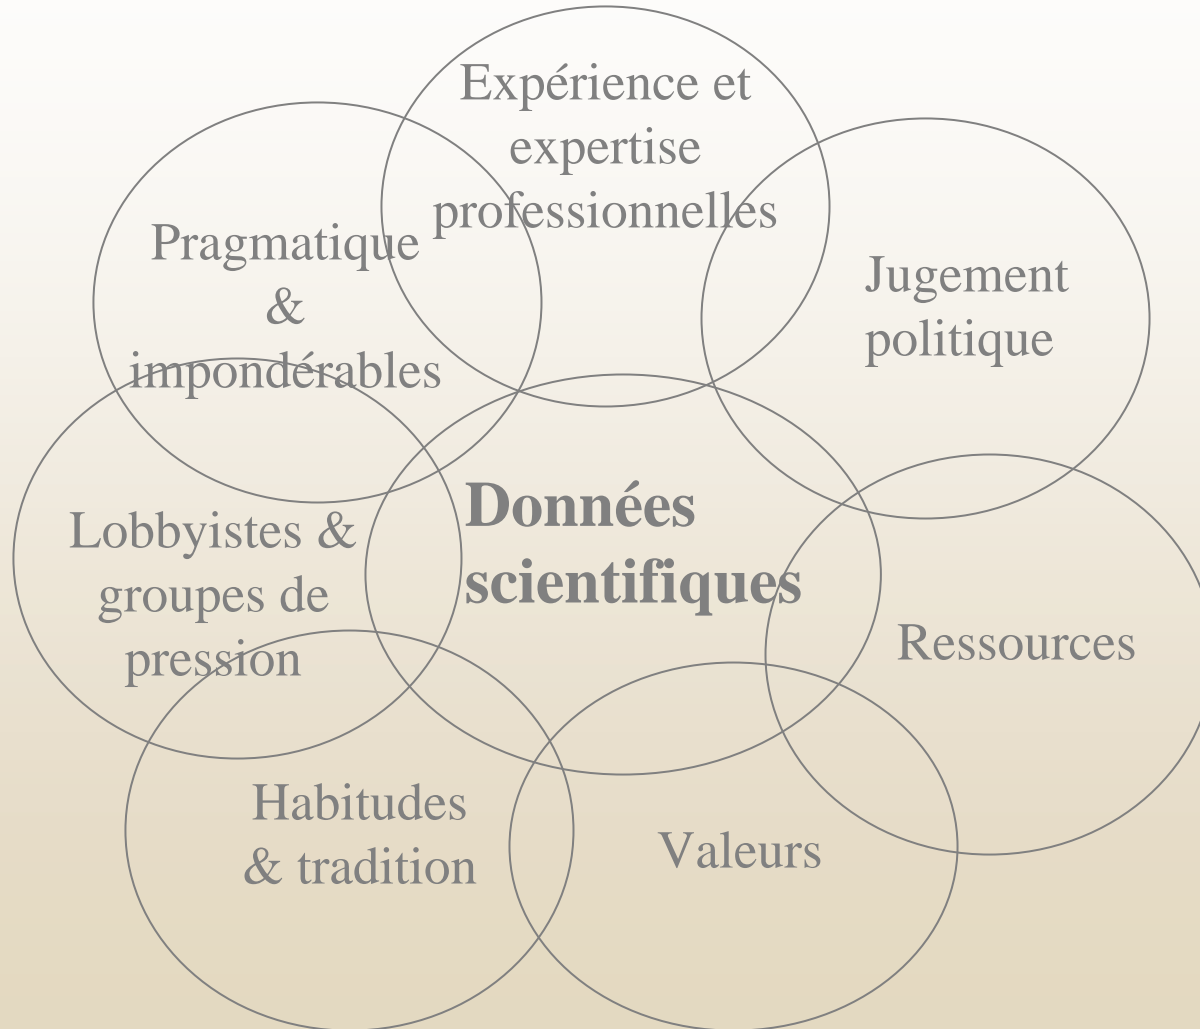 Expérience et
expertise
professionnelles
Pragmatique
&
impondérables
Jugement
politique
Données
scientifiques
Lobbyistes &
groupes de
pression
Ressources
Habitudes
& tradition
Valeurs